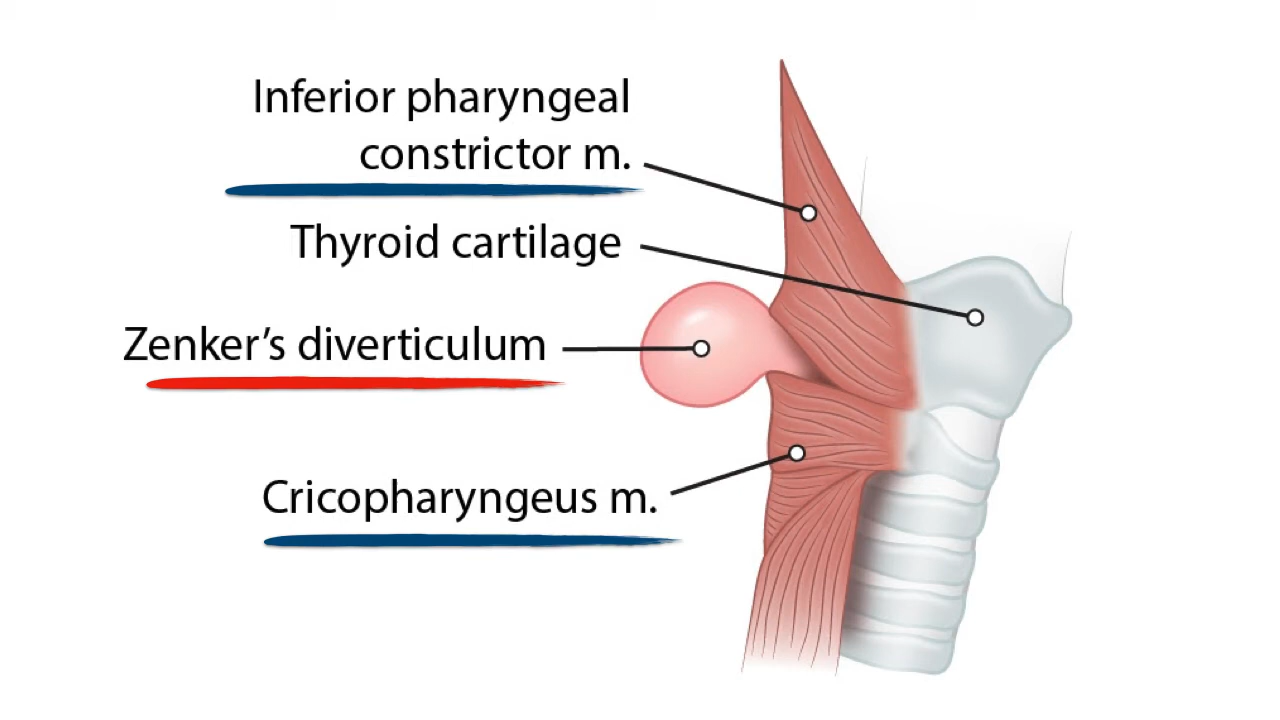 Inferior pharyngeal
constrictor m.
Thyroid cartilage
Zenker’s diverticulum
Cricopharyngeus m.